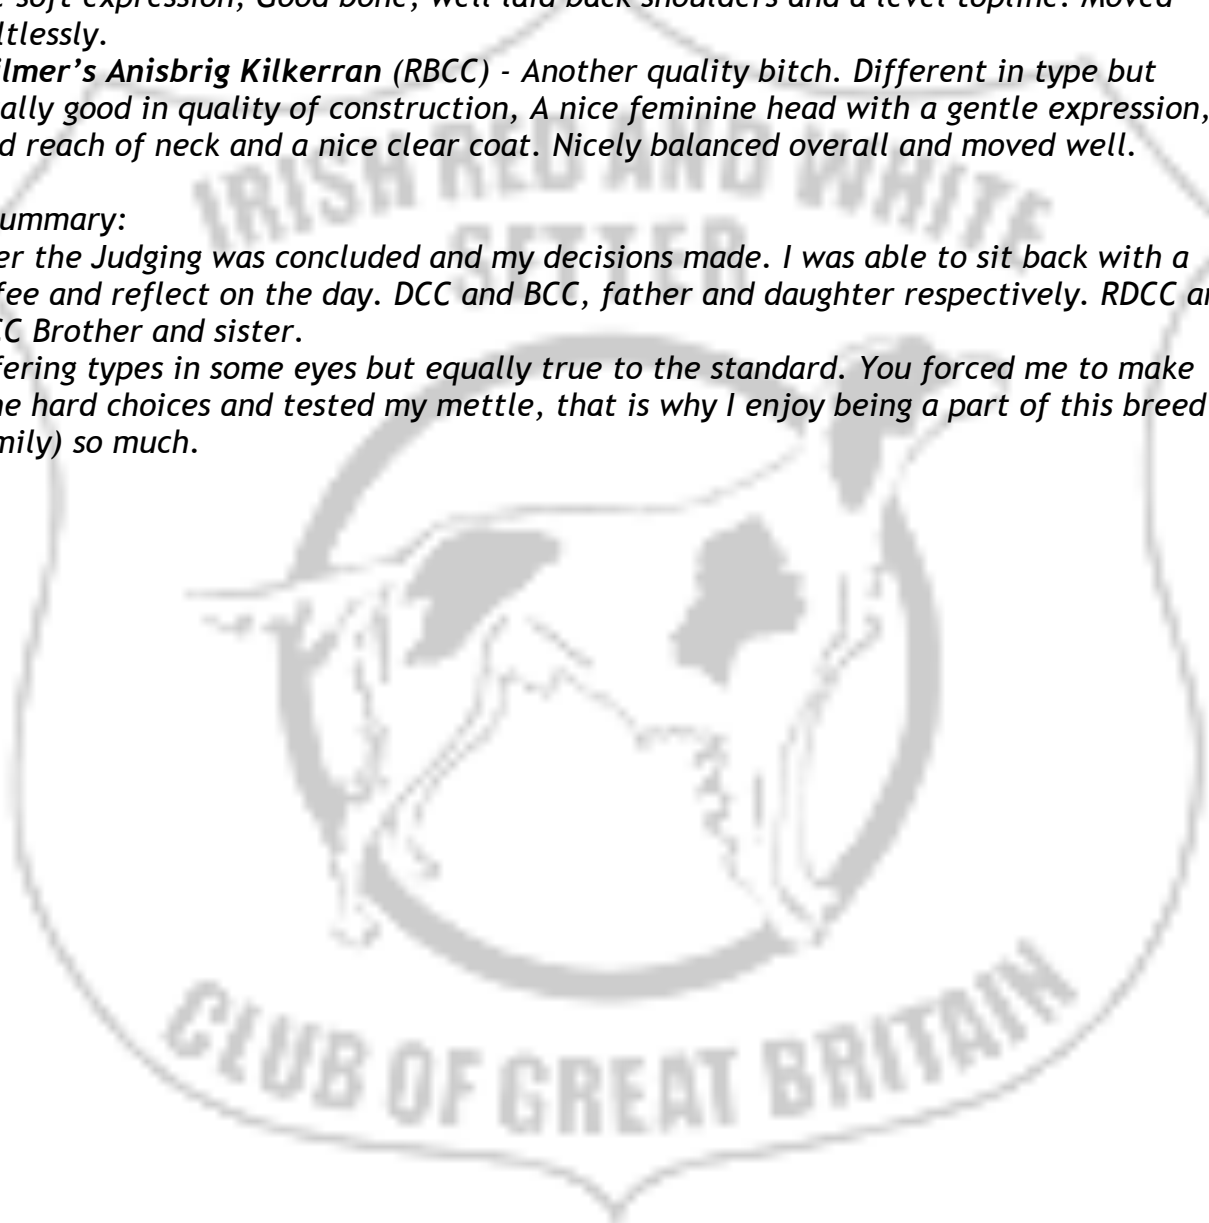 e soft expression, Good bone, well laid back shoulders and a level topline. Moved
ltlessly.
ilmer's Anisbrig Kilkerran (RBCC) - Another quality bitch. Different in type but
ally good in quality of construction, A nice feminine head with a gentle expression,
d reach of neck and a nice clear coat. Nicely balanced overall and moved well.
ummary:
er the Judging was concluded and my decisions made. I was able to sit back with a
fee and reflect on the day. DCC and BCC, father and daughter respectively. RDCC an
CC Brother and sister.
fering types in some eyes but equally true to the standard. You forced me to make
ne hard choices and tested my mettle, that is why I enjoy being a part of this breed
mily) so much.
IRISH RED AND WHITE
SETTER
CLUB OF GREAT BRITAIN